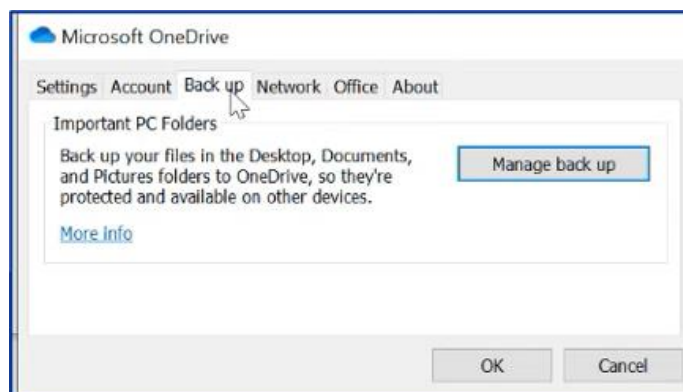 Microsoft OneDrive
Settings Account Back up Network Office About
Important PC Folders
Back up your files in the Desktop, Documents,
and Pictures folders to OneDrive, so they're
protected and available on other devices.
Manage back up
More info
OK Cancel